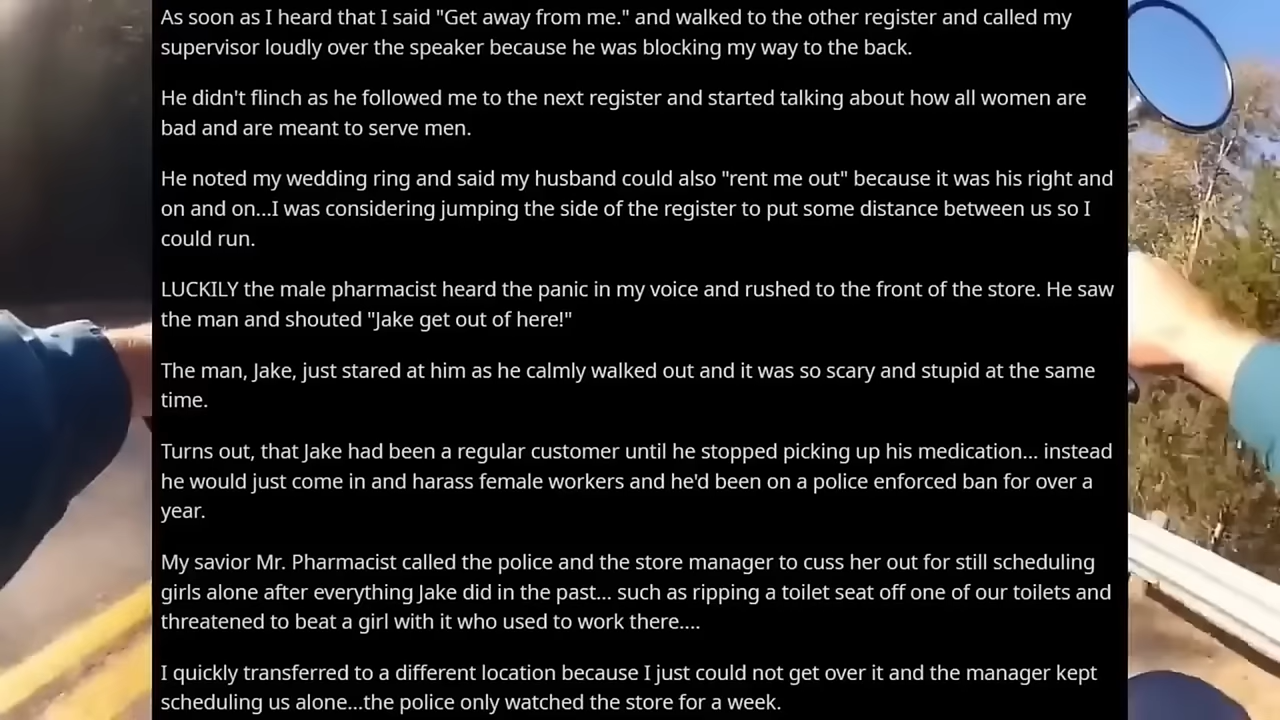 As soon as I heard that I said "Get away from me." and walked to the other register and called my
supervisor loudly over the speaker because he was blocking my way to the back.
He didn't flinch as he followed me to the next register and started talking about how all women are
bad and are meant to serve men.
He noted my wedding ring and said my husband could also "rent me out" because it was his right and
on and on...I was considering jumping the side of the register to put some distance between us so I
could run.
LUCKILY the male pharmacist heard the panic in my voice and rushed to the front of the store. He saw
the man and shouted "Jake get out of here!"
The man, Jake, just stared at him as he calmly walked out and it was so scary and stupid at the same
time.
Turns out, that Jake had been a regular customer until he stopped picking up his medication... instead
he would just come in and harass female workers and he'd been on a police enforced ban for over a
year.
My savior Mr. Pharmacist called the police and the store manager to cuss her out for still scheduling
girls alone after everything Jake did in the past... such as ripping a toilet seat off one of our toilets and
threatened to beat a girl with it who used to work there....
I quickly transferred to a different location because I just could not get over it and the manager kept
scheduling us alone...the police only watched the store for a week.